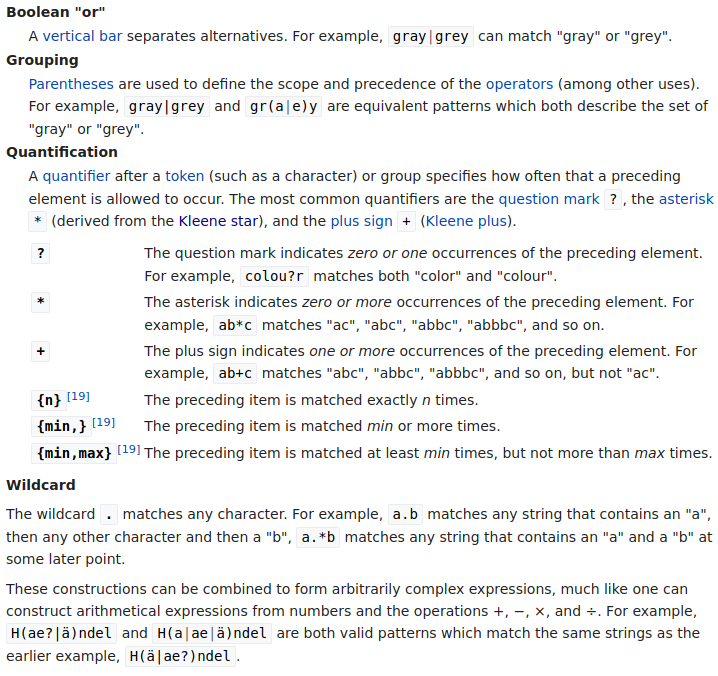 Boolean "or"
A vertical bar separates alternatives. For example, gray|grey can match "gray" or "grey".
Grouping
Parentheses are used to define the scope and precedence of the operators (among other uses).
For example, gray|grey and gr(a|e)y are equivalent patterns which both describe the set of
"gray" or "grey".
Quantification
A quantifier after a token (such as a character) or group specifies how often that a preceding
element is allowed to occur. The most common quantifiers are the question mark ?, the asterisk
* (derived from the Kleene star), and the plus sign + (Kleene plus).
? The question mark indicates zero or one occurrences of the preceding element.
For example, colou?r matches both "color" and "colour".
* The asterisk indicates zero or more occurrences of the preceding element. For
example, ab*c matches "ac", "abc", "abbc", "abbbc", and so on.
+ The plus sign indicates one or more occurrences of the preceding element. For
example, ab+c matches "abc", "abbc", "abbbc", and so on, but not "ac".
{n}[19] The preceding item is matched exactly n times.
{min,}[19] The preceding item is matched min or more times.
{min,max}[19] The preceding item is matched at least min times, but not more than max times.
Wildcard
The wildcard . matches any character. For example, a.b matches any string that contains an "a",
then any other character and then a "b", a.*b matches any string that contains an "a" and a "b" at
some later point.
These constructions can be combined to form arbitrarily complex expressions, much like one can
construct arithmetical expressions from numbers and the operations +, −, ×, and ÷. For example,
H(ae?|ä)ndel and H(a|ae|ä)ndel are both valid patterns which match the same strings as the
earlier example, H(ä|ae?)ndel.